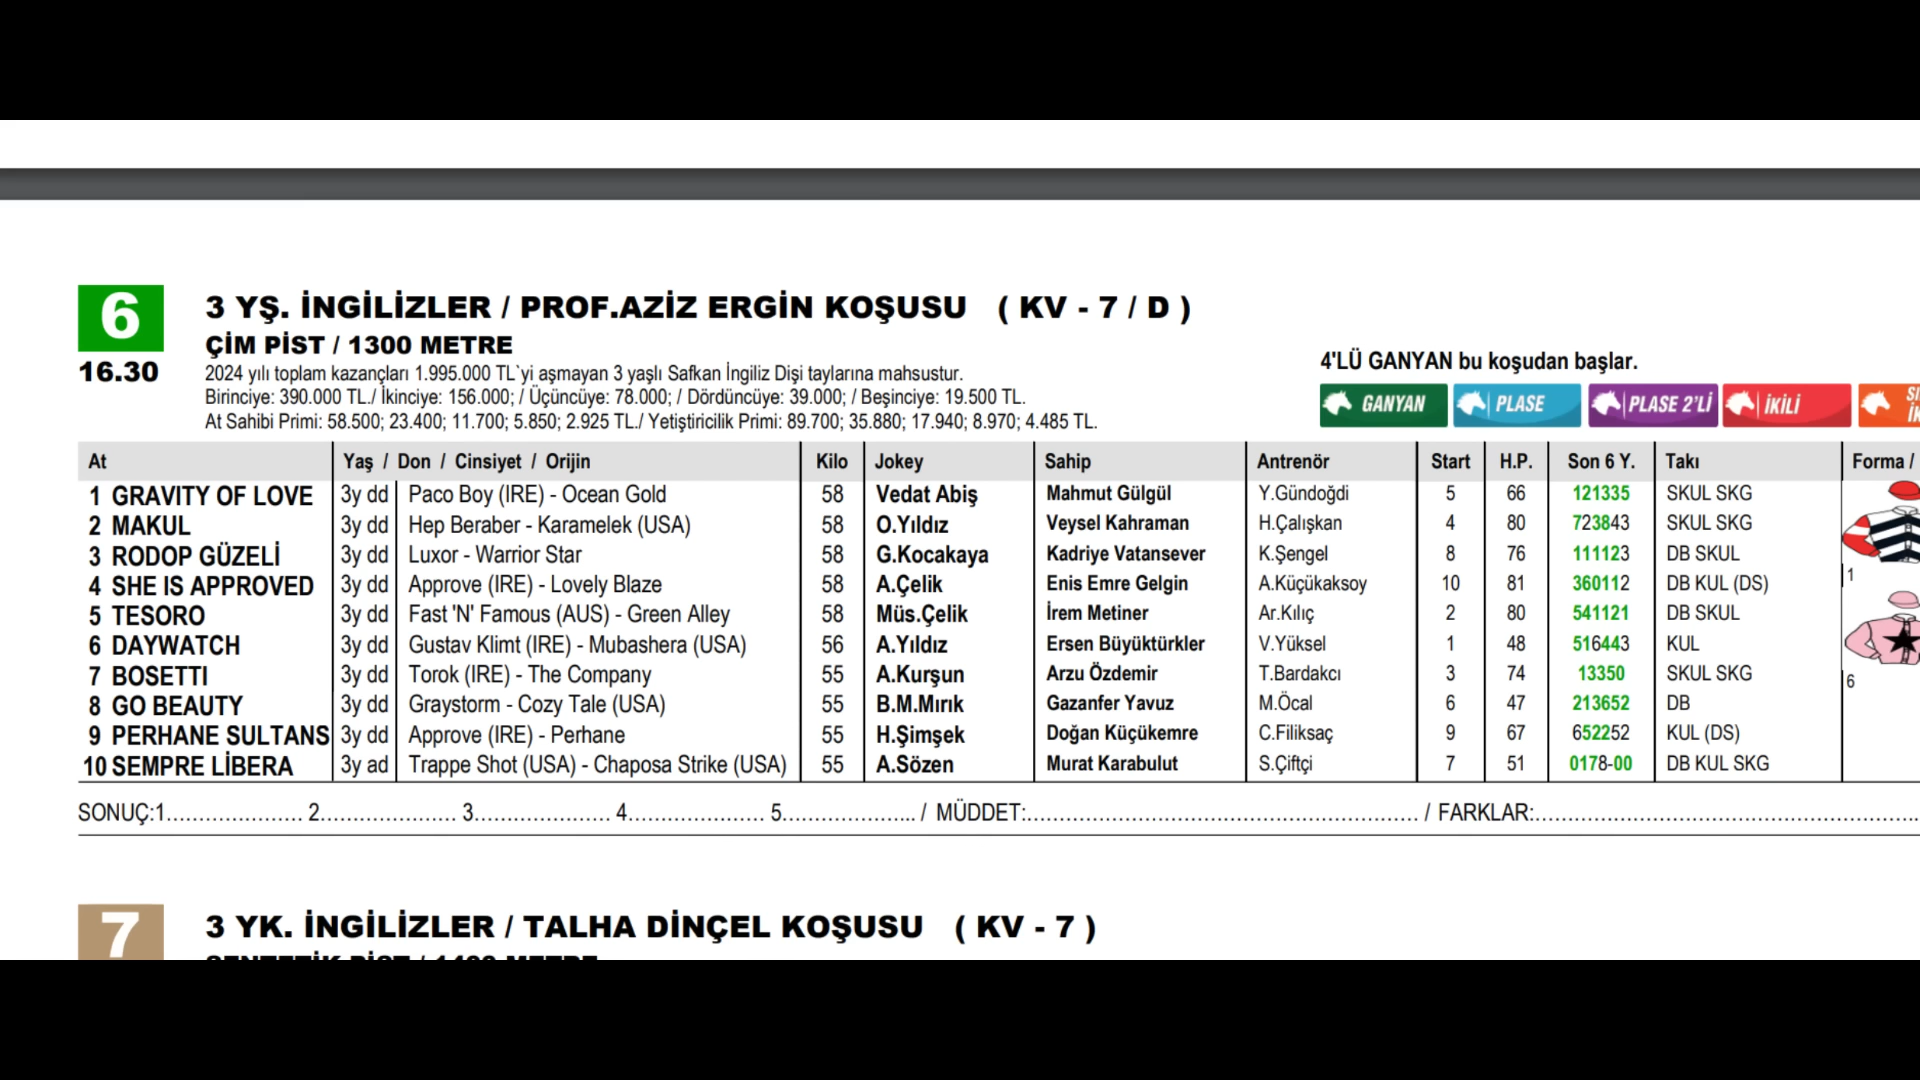 6 3 YŞ. İNGİLİZLER / PROF.AZİZ ERGİN KOŞUSU ( KV - 7 / D )
ÇİM PİST / 1300 METRE
16.30
2024 yılı toplam kazançları 1.995.000 TL`yi aşmayan 3 yaşlı Safkan İngiliz Dişi taylarına mahsustur.
Birinciye: 390.000 TL./ İkinciye: 156.000; / Üçüncüye: 78.000; / Dördüncüye: 39.000; / Beşinciye: 19.500 TL.
At Sahibi Primi: 58.500; 23.400; 11.700; 5.850; 2.925 TL./ Yetiştiricilik Primi: 89.700; 35.880; 17.940; 8.970; 4.485 TL.
4'LÜ GANYAN bu koşudan başlar.
GANYAN PLASE PLASE 2'Lİ İKİLİ
At Yaş / Don / Cinsiyet / Orijin Kilo Jokey Sahip Antrenör Start H.P. Son 6 Y. Takı Forma /
1 GRAVITY OF LOVE 3y dd Paco Boy (IRE) - Ocean Gold 58 Vedat Abiş Mahmut Gülgül Y.Gündoğdi 5 66 121335 SKUL SKG
2 MAKUL 3y dd Hep Beraber - Karamelek (USA) 58 O.Yıldız Veysel Kahraman H.Çalışkan 4 80 723843 SKUL SKG
3 RODOP GÜZELİ 3y dd Luxor - Warrior Star 58 G.Kocakaya Kadriye Vatansever K.Şengel 8 76 111123 DB SKUL
4 SHE IS APPROVED 3y dd Approve (IRE) - Lovely Blaze 58 A.Çelik Enis Emre Gelgin A.Küçükaksoy 10 81 360112 DB KUL (DS)
5 TESORO 3y dd Fast 'N' Famous (AUS) - Green Alley 58 Müs.Çelik İrem Metiner Ar.Kılıç 2 80 541121 DB SKUL
6 DAYWATCH 3y dd Gustav Klimt (IRE) - Mubashera (USA) 56 A.Yıldız Ersen Büyüktürkler V.Yüksel 1 48 516443 KUL
7 BOSETTI 3y dd Torok (IRE) - The Company 55 A.Kurşun Arzu Özdemir T.Bardakcı 3 74 13350 SKUL SKG
8 GO BEAUTY 3y dd Graystorm - Cozy Tale (USA) 55 B.M.Mırık Gazanfer Yavuz M.Öcal 6 47 213652 DB
9 PERHANE SULTANS 3y dd Approve (IRE) - Perhane 55 H.Şimşek Doğan Küçükemre C.Filiksaç 9 67 652252 KUL (DS)
10 SEMPRE LİBERA 3y ad Trappe Shot (USA) - Chaposa Strike (USA) 55 A.Sözen Murat Karabulut S.Çiftçi 7 51 0178-00 DB KUL SKG
1
6
SONUÇ:1..................... 2..................... 3..................... 4..................... 5..................... / MÜDDET:............................................................ / FARKLAR:............................................................
7 3 YK. İNGİLİZLER / TALHA DİNÇEL KOŞUSU ( KV - 7 )
SENTETİK PİST / 1400 METRE